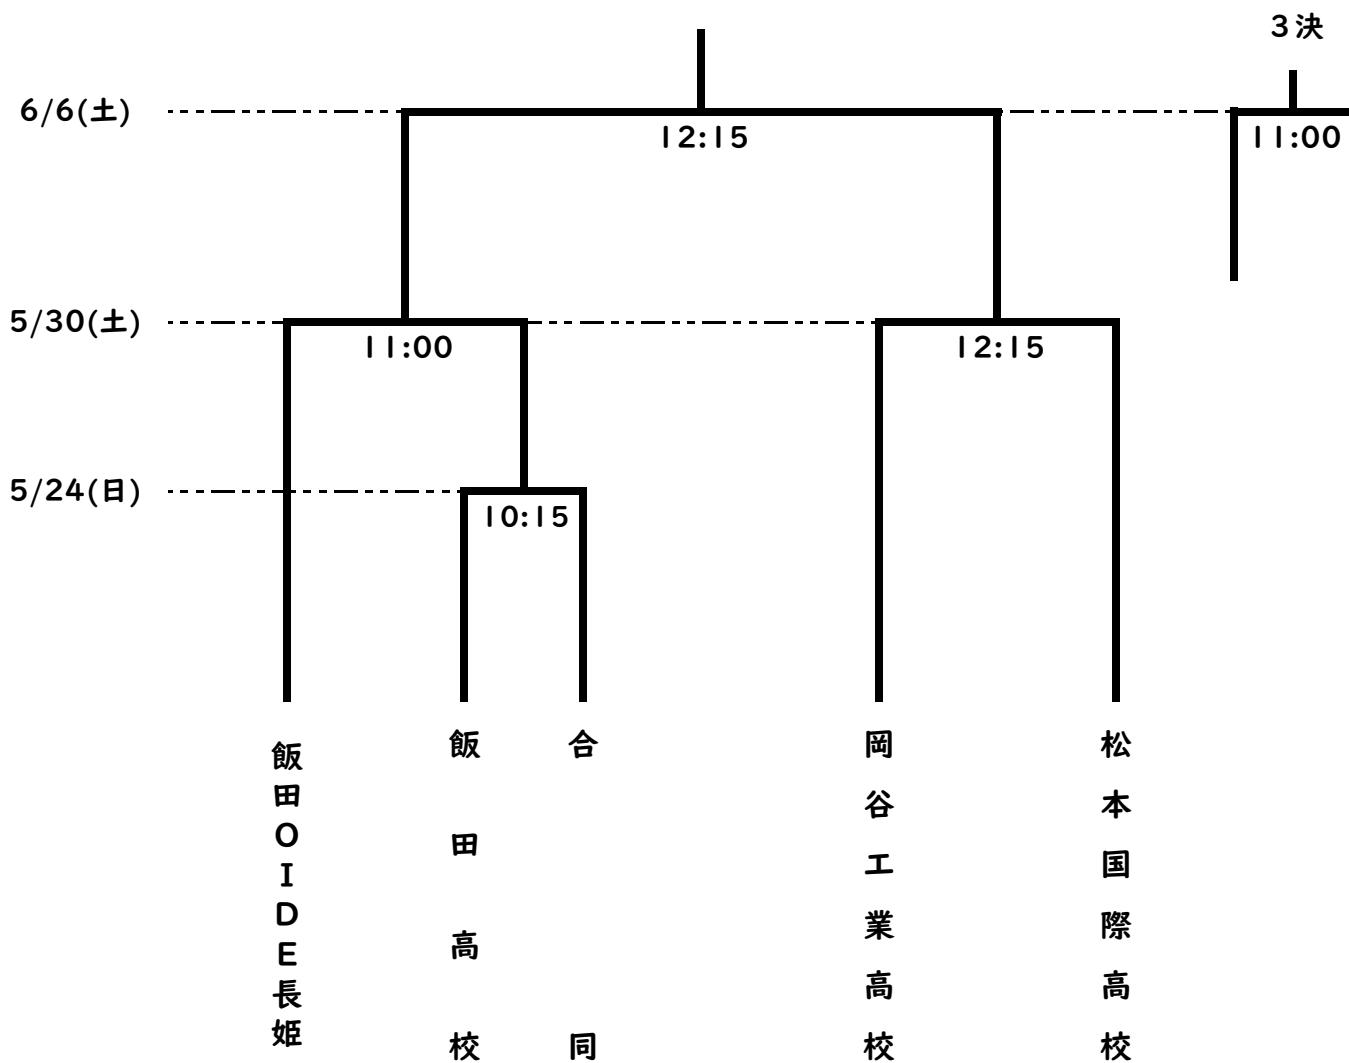 3決
6/6(土)
12:15
11:00
5/30(土)
11:00
12:15
5/24(日)
10:15
飯田OIDE長姫
飯田高校
合同
岡谷工業高校
松本国際高校